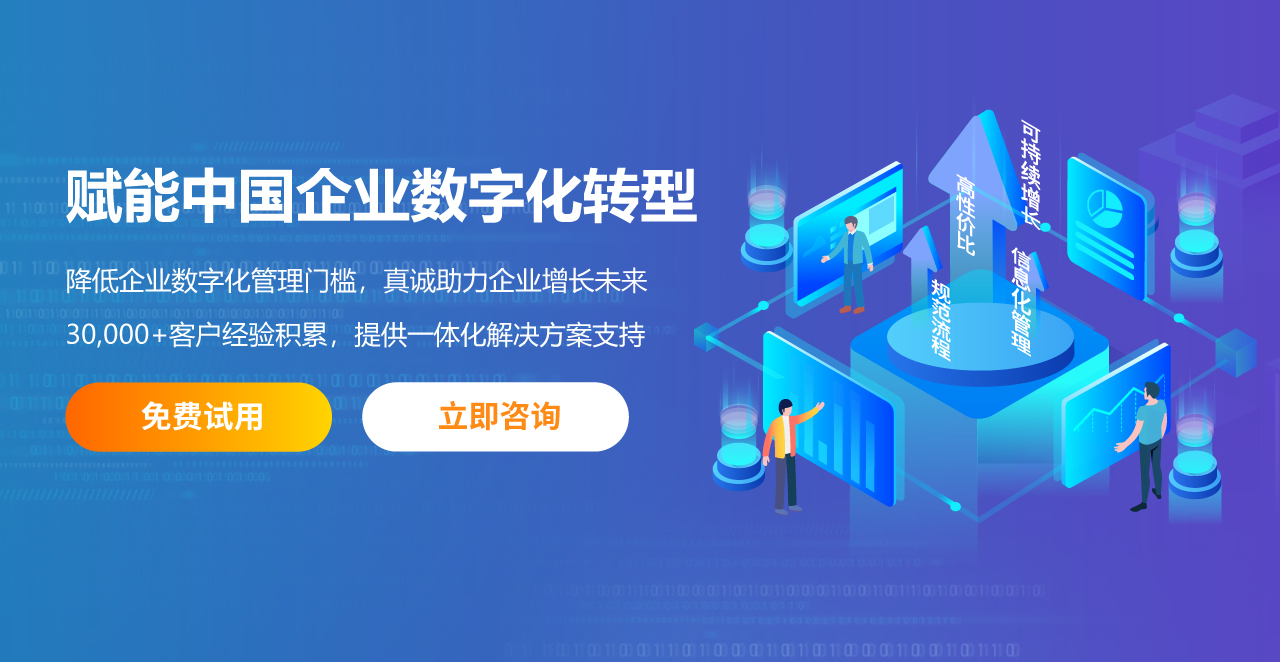 赋能中国企业数字化转型
降低企业数字化管理门槛，真诚助力企业增长未来
30,000+客户经验积累，提供一体化解决方案支持
免费试用
立即咨询
可持续增长
高性价比
信息化管理
规范流程